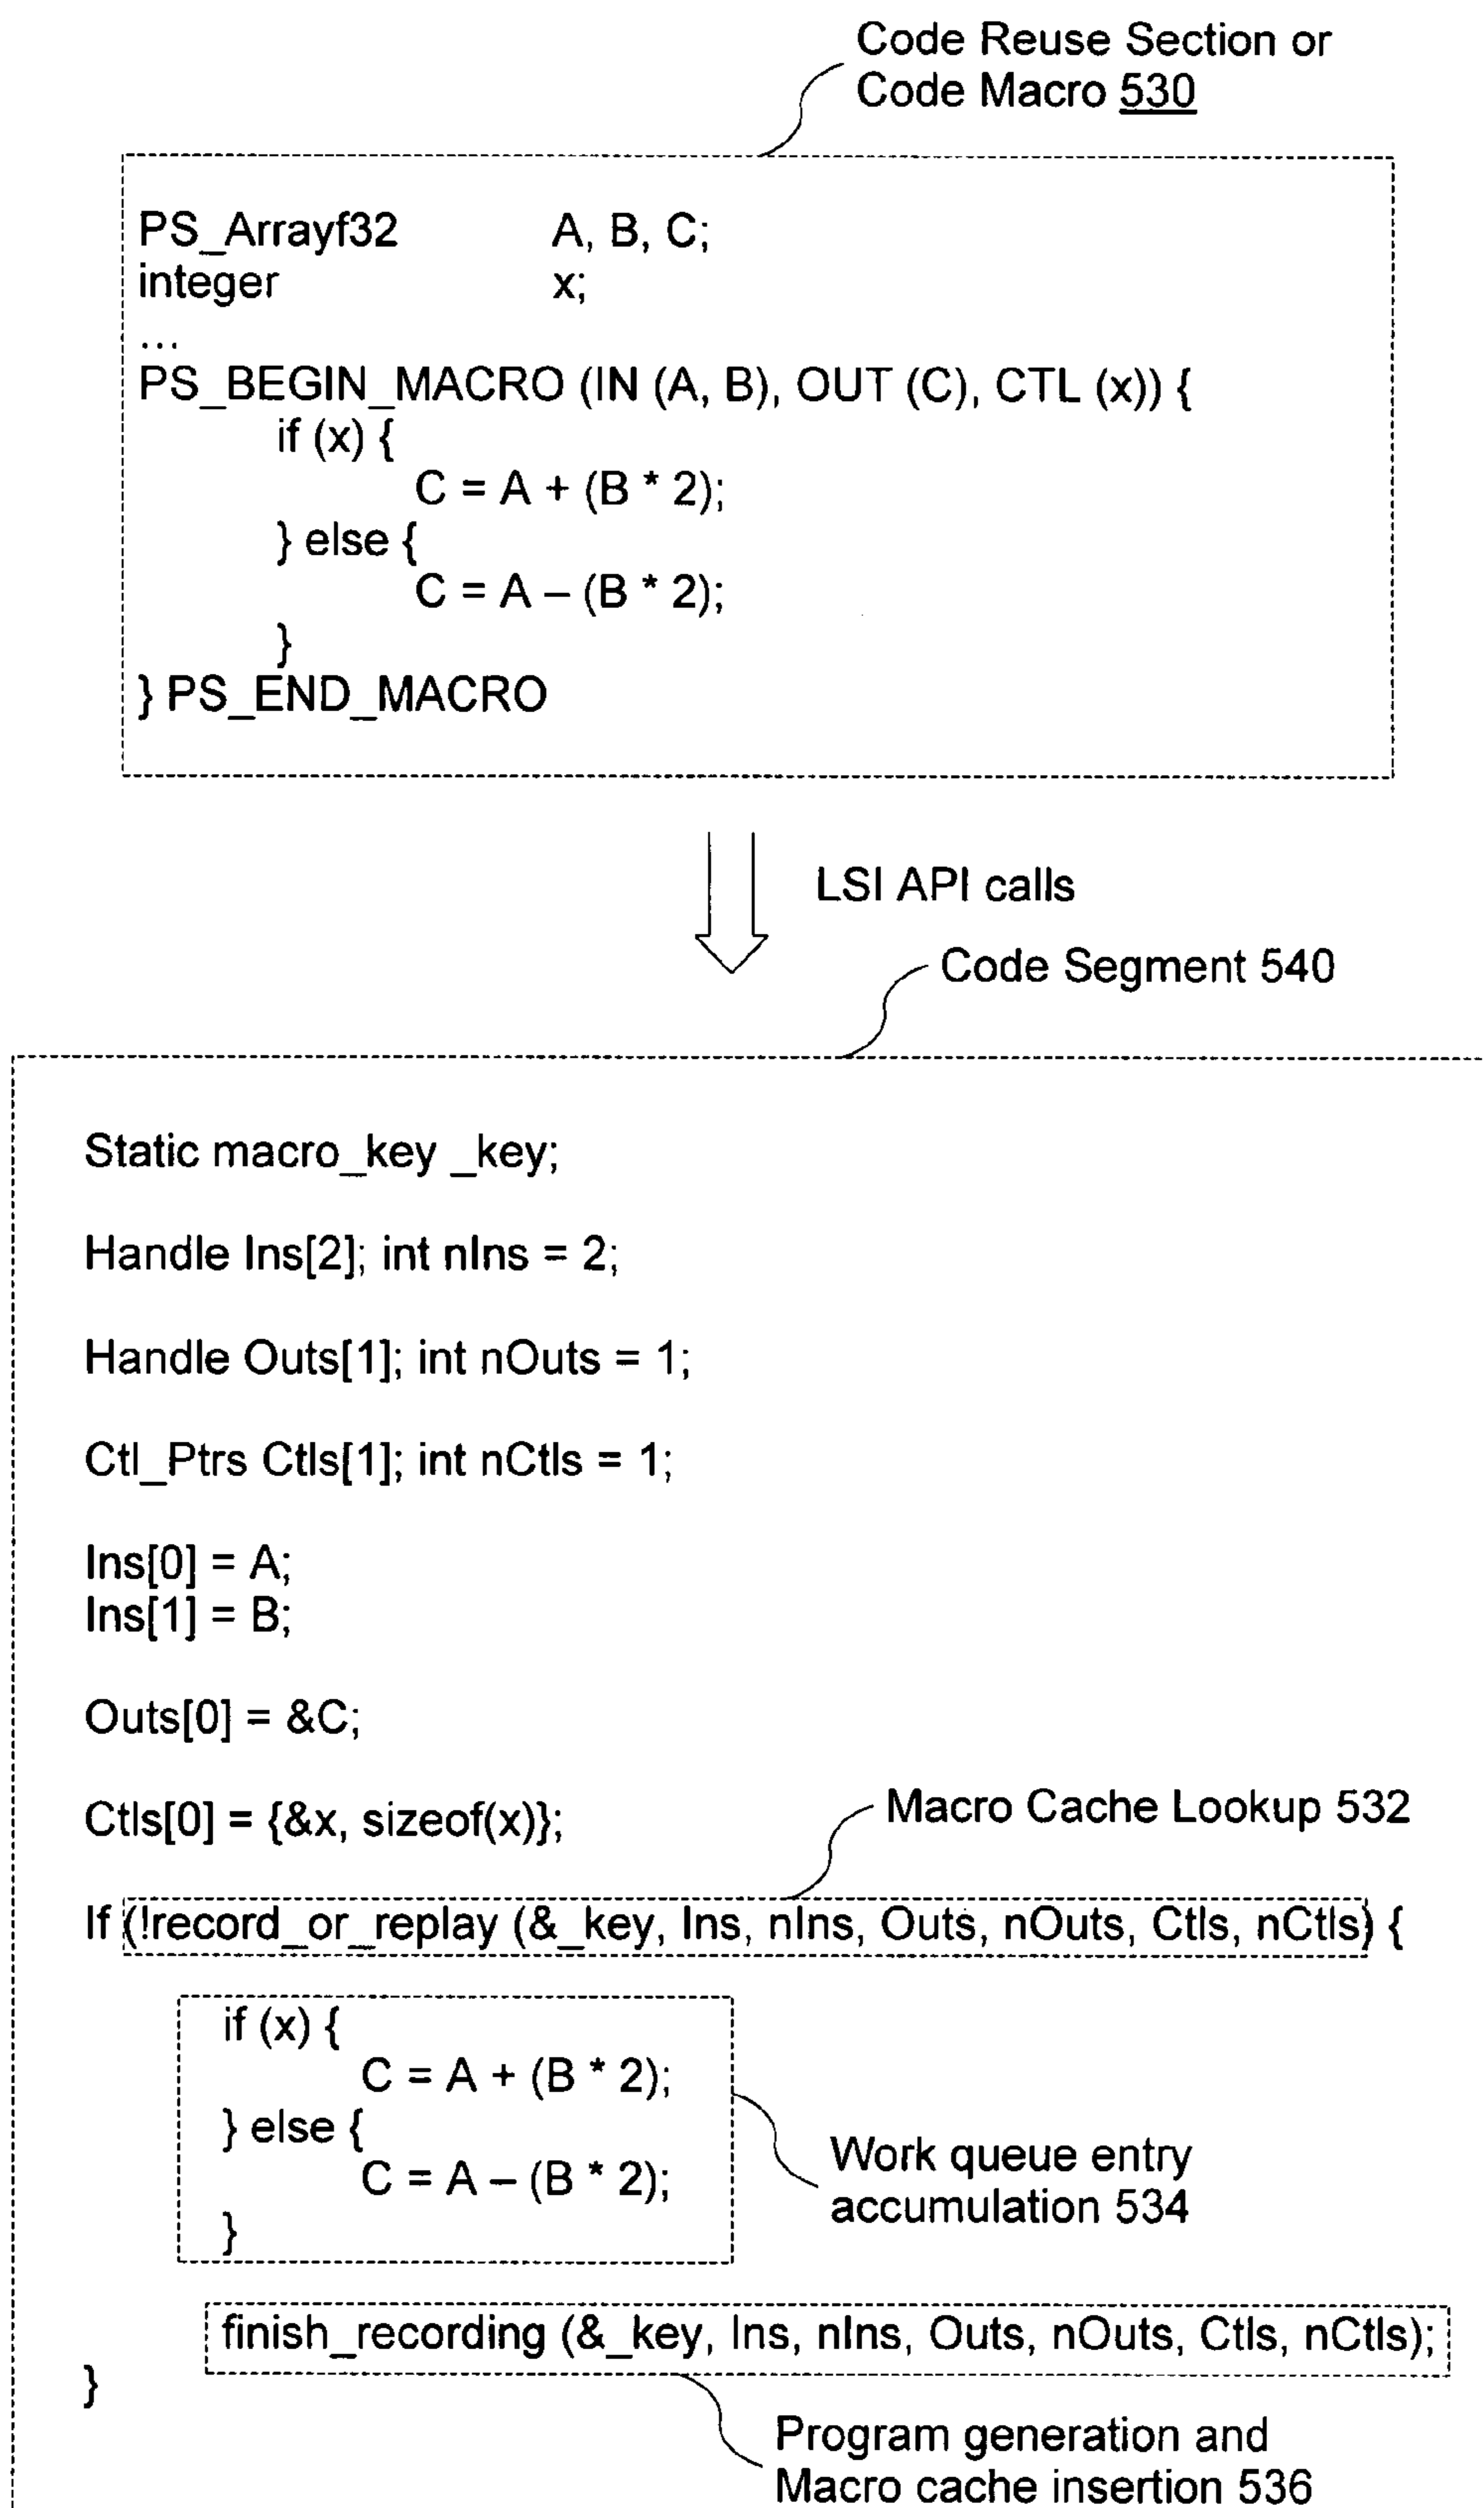 Code Reuse Section or
Code Macro 530
PS_Arrayf32 A, B, C;
integer x;
...
PS_BEGIN_MACRO (IN (A, B), OUT (C), CTL (x)) {
if (x) {
C = A + (B * 2);
} else {
C = A – (B * 2);
}
} PS_END_MACRO
LSI API calls
Code Segment 540
Static macro_key _key;
Handle Ins[2]; int nIns = 2;
Handle Outs[1]; int nOuts = 1;
Ctl_Ptrs Ctls[1]; int nCtls = 1;
Ins[0] = A;
Ins[1] = B;
Outs[0] = &C;
Ctls[0] = {&x, sizeof(x)};
Macro Cache Lookup 532
If (!record_or_replay (&_key, Ins, nIns, Outs, nOuts, Ctls, nCtls) {
if (x) {
C = A + (B * 2);
} else {
C = A – (B * 2);
}
Work queue entry
accumulation 534
finish_recording (&_key, Ins, nIns, Outs, nOuts, Ctls, nCtls);
}
Program generation and
Macro cache insertion 536